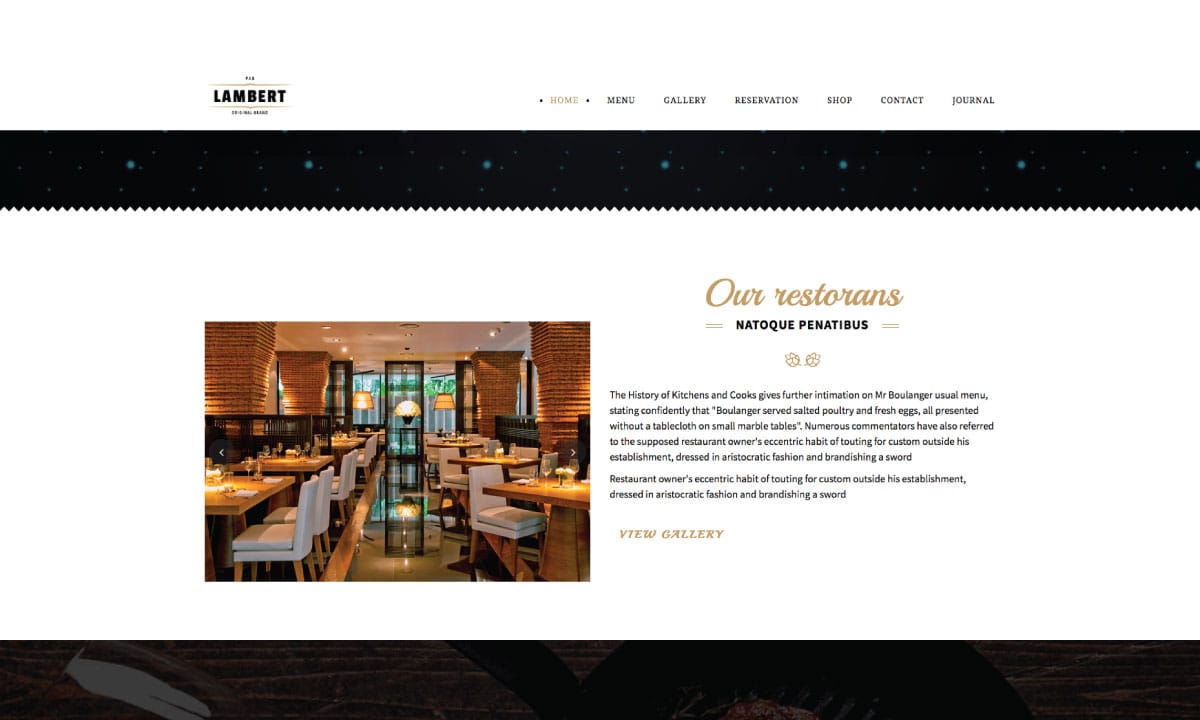 PAB
LAMBERT
ORIGINAL BRAND
• HOME • MENU GALLERY RESERVATION SHOP CONTACT JOURNAL
Our restorans
NATOQUE PENATIBUS
The History of Kitchens and Cooks gives further intimation on Mr Boulanger usual menu,
stating confidently that "Boulanger served salted poultry and fresh eggs, all presented
without a tablecloth on small marble tables". Numerous commentators have also referred
to the supposed restaurant owner's eccentric habit of touting for custom outside his
establishment, dressed in aristocratic fashion and brandishing a sword
Restaurant owner's eccentric habit of touting for custom outside his establishment,
dressed in aristocratic fashion and brandishing a sword
VIEW GALLERY